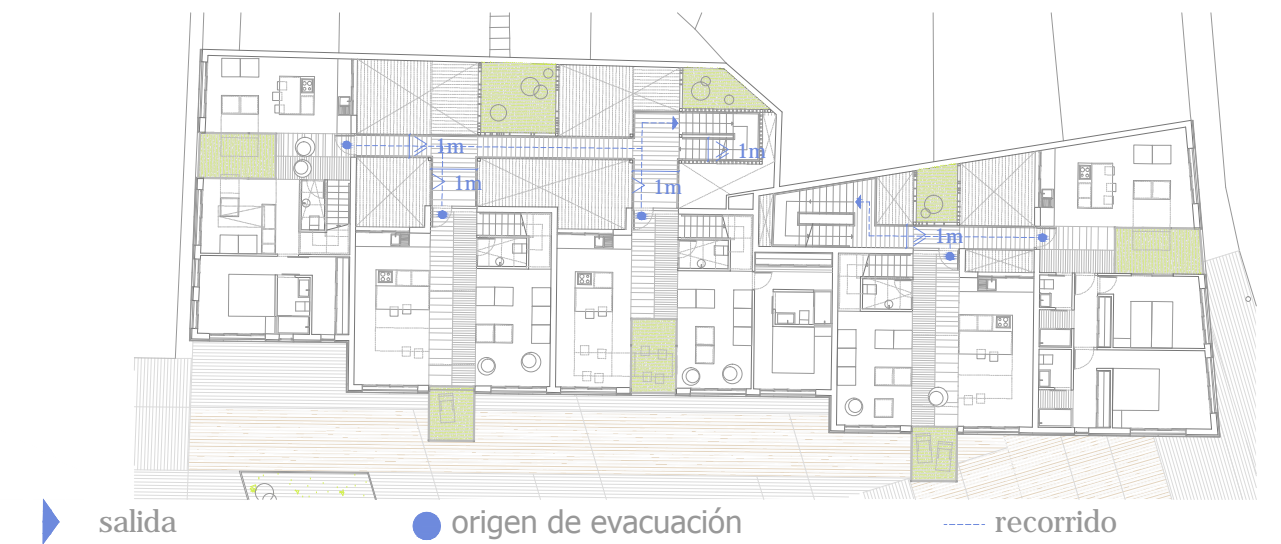 1m
1m
1m
1m
1m
salida
origen de evacuación
recorrido